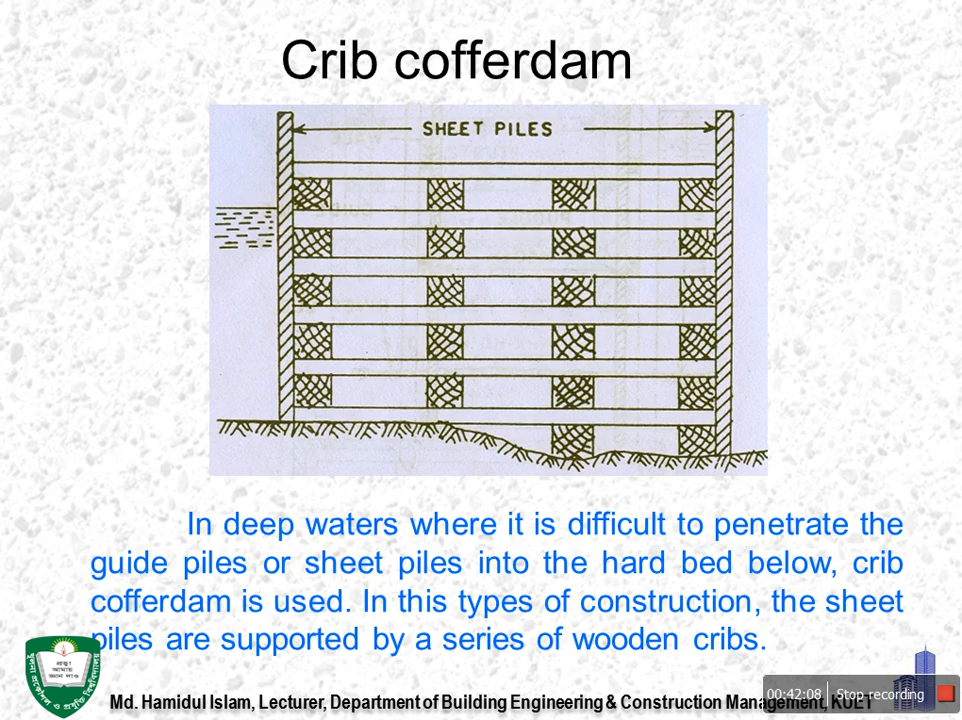 Crib cofferdam
SHEET PILES
In deep waters where it is difficult to penetrate the
guide piles or sheet piles into the hard bed below, crib
cofferdam is used. In this types of construction, the sheet
piles are supported by a series of wooden cribs.
Md. Hamidul Islam, Lecturer, Department of Building Engineering & Construction Management, KUET
00:42:08 Stop recording